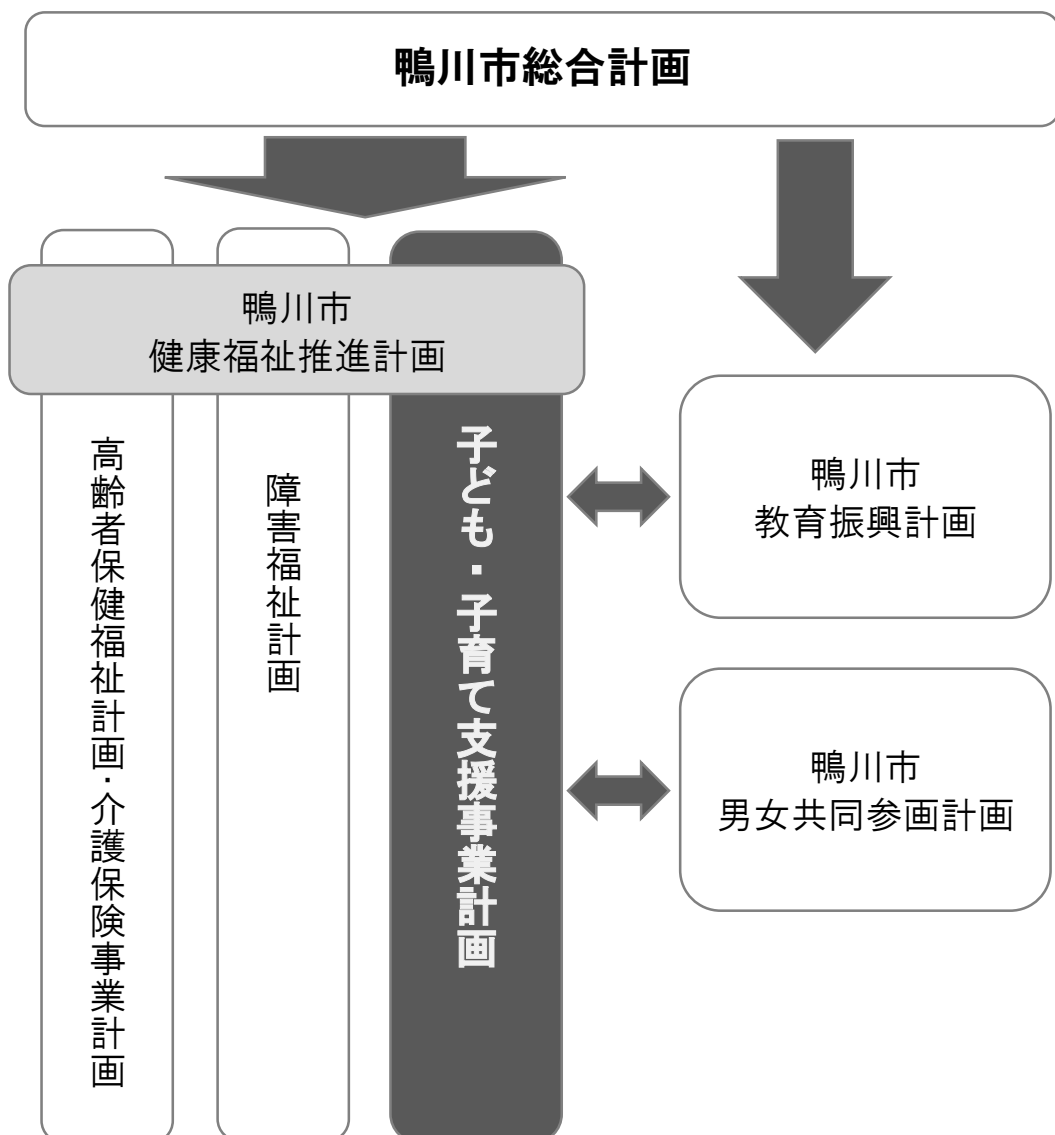 鴨川市総合計画
鴨川市
健康福祉推進計画
高齢者保健福祉計画・介護保険事業計画
障害福祉計画
子ども・子育て支援事業計画
鴨川市
教育振興計画
鴨川市
男女共同参画計画